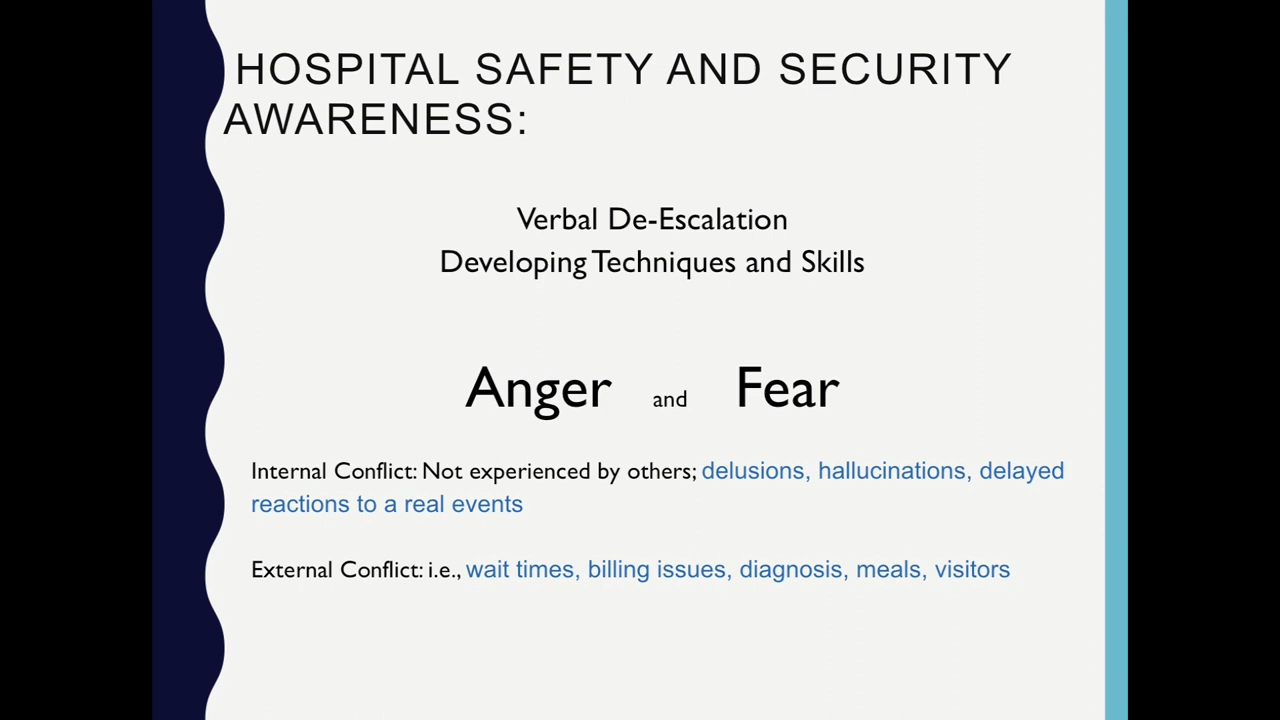 HOSPITAL SAFETY AND SECURITY
AWARENESS:
Verbal De-Escalation
Developing Techniques and Skills
Anger and Fear
Internal Conflict: Not experienced by others; delusions, hallucinations, delayed
reactions to a real events
External Conflict: i.e., wait times, billing issues, diagnosis, meals, visitors